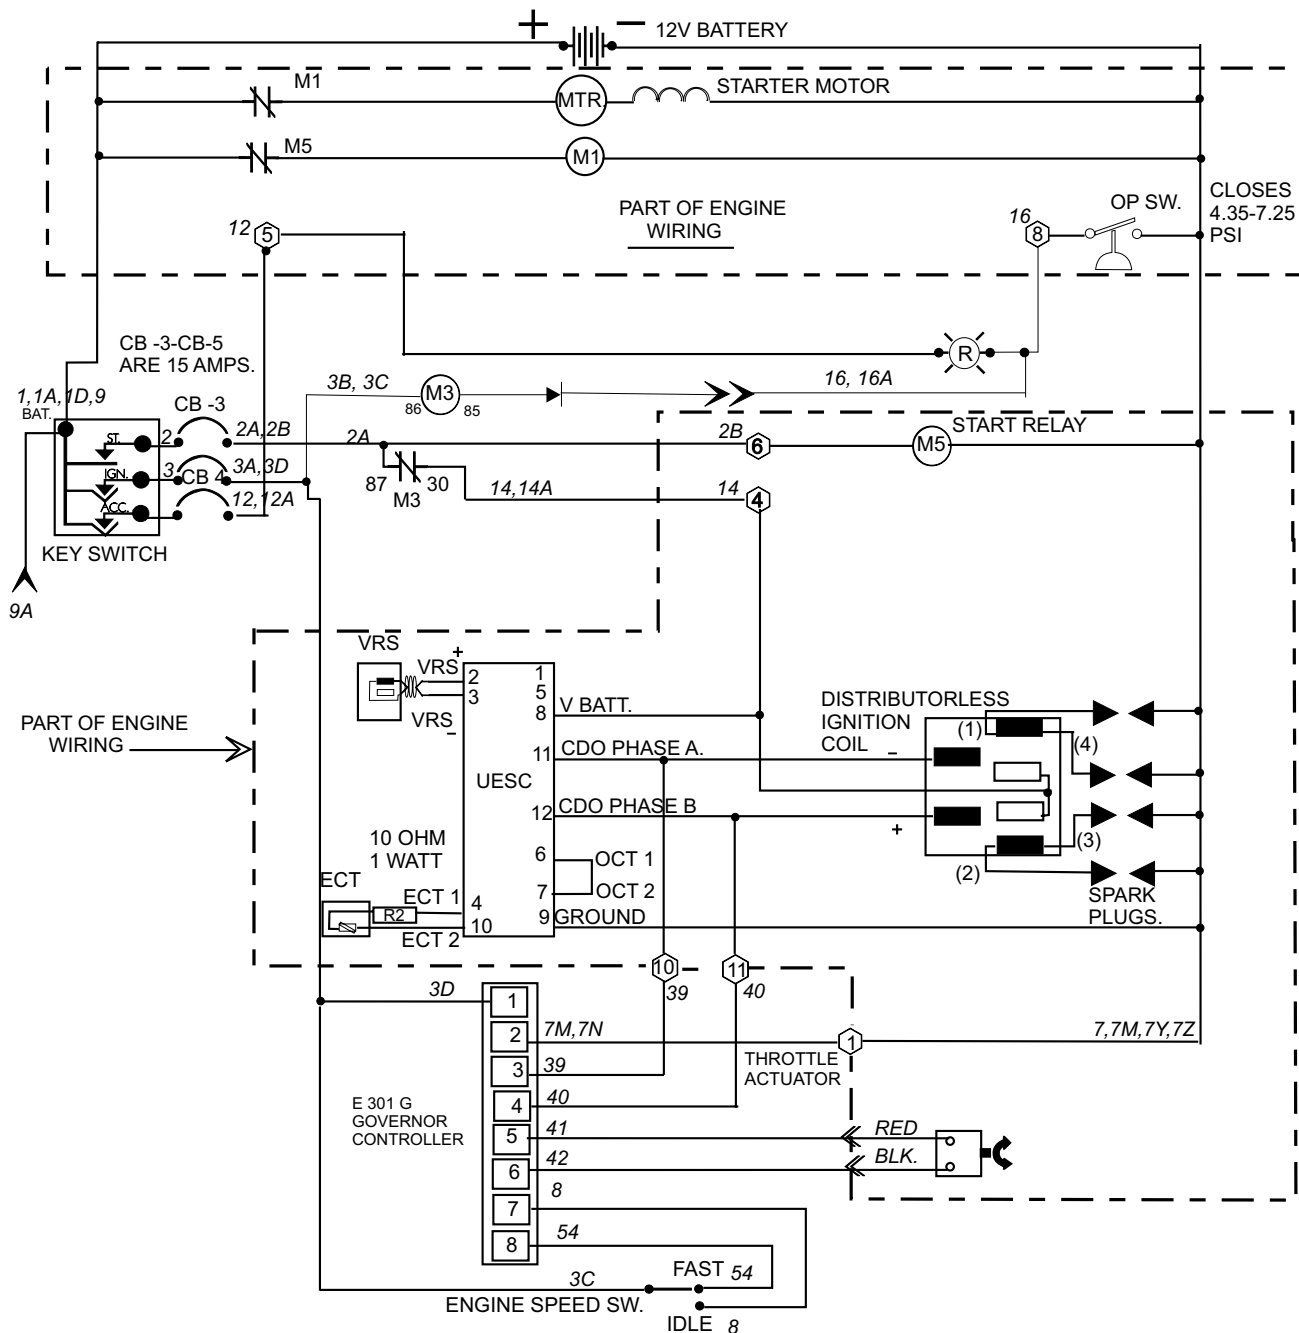 +
− 12V BATTERY
M1
MTR.
STARTER MOTOR
M5
M1
PART OF ENGINE
WIRING
CLOSES
4.35-7.25
PSI
OP SW.
16
8
12
5
CB -3-CB-5
ARE 15 AMPS.
R
1,1A,1D,9
BAT.
3B, 3C
M3
86
85
16, 16A
CB -3
ST.
2
2A,2B
2A
2B
6
M5
START RELAY
IGN.
3
CB 4
3A,3D
87
30
M3
14,14A
14
4
ACC.
12,12A
KEY SWITCH
9A
PART OF ENGINE
WIRING
VRS
VRS
+
VRS
−
2
3
1
5
8
V BATT.
11
CDO PHASE A.
UESC
12
CDO PHASE B
6
OCT 1
7
OCT 2
9
GROUND
4
10
10 OHM
1 WATT
ECT
ECT 1
R2
ECT 2
DISTRIBUTORLESS
IGNITION
COIL
−
+
(1)
(4)
(3)
(2)
SPARK
PLUGS.
10
39
11
40
3D
1
2
7M,7N
1
7,7M,7Y,7Z
THROTTLE
ACTUATOR
3
39
4
40
E 301 G
GOVERNOR
CONTROLLER
5
41
RED
6
42
BLK.
7
8
8
54
3C
FAST
54
ENGINE SPEED SW.
IDLE
8